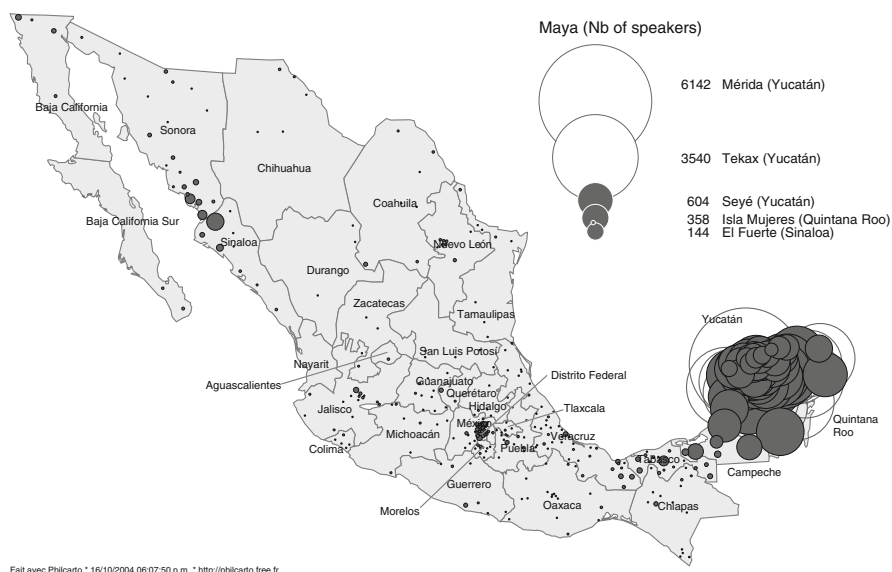 Maya (Nb of speakers)
6142 Mérida (Yucatán)
3540 Tekax (Yucatán)
604 Seyé (Yucatán)
358 Isla Mujeres (Quintana Roo)
144 El Fuerte (Sinaloa)
Baja California
Sonora
Chihuahua
Coahuila
Baja California Sur
Sinaloa
Nuevo León
Durango
Zacatecas
Tamaulipas
Yucatán
San Luis Potosí
Nayarit
Aguascalientes
Guanajuato
Distrito Federal
Querétaro
Hidalgo
Jalisco
Tlaxcala
México
Quintana
Roo
Michoacán
Veracruz
Colima
Puebla
Tabasco
Campeche
Guerrero
Morelos
Oaxaca
Chiapas
Fait avec Philcarto * 16/10/2004 06:07:50 p.m. * http://philcarto.free.fr